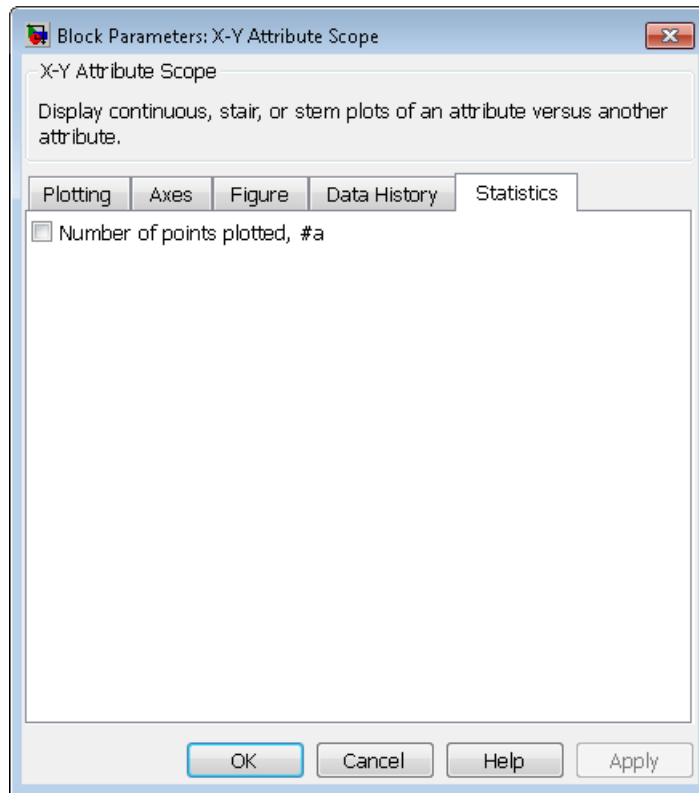 Block Parameters: X-Y Attribute Scope
X-Y Attribute Scope
Display continuous, stair, or stem plots of an attribute versus another
attribute.
Plotting Axes Figure Data History Statistics
Number of points plotted, #a
OK Cancel Help Apply